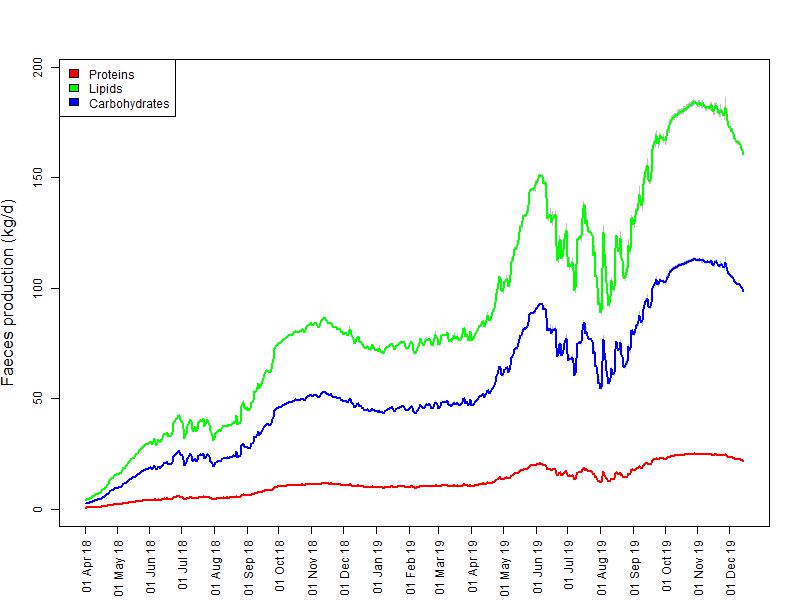 Proteins
Lipids
Carbohydrates
Faeces production (kg/d)
200
150
100
50
0
01 Apr 18
01 May 18
01 Jun 18
01 Jul 18
01 Aug 18
01 Sep 18
01 Oct 18
01 Nov 18
01 Dec 18
01 Jan 19
01 Feb 19
01 Mar 19
01 Apr 19
01 May 19
01 Jun 19
01 Jul 19
01 Aug 19
01 Sep 19
01 Oct 19
01 Nov 19
01 Dec 19